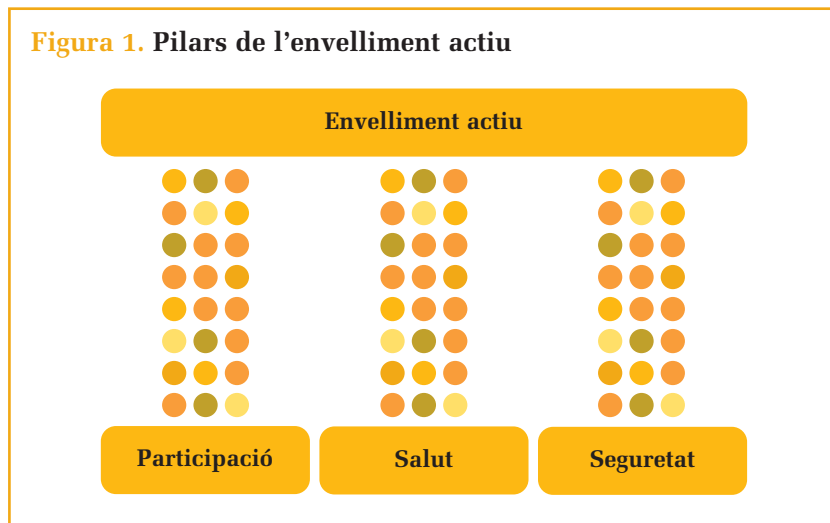 Figura 1. Pilars de l’envelliment actiu
Envelliment actiu
Participació
Salut
Seguretat